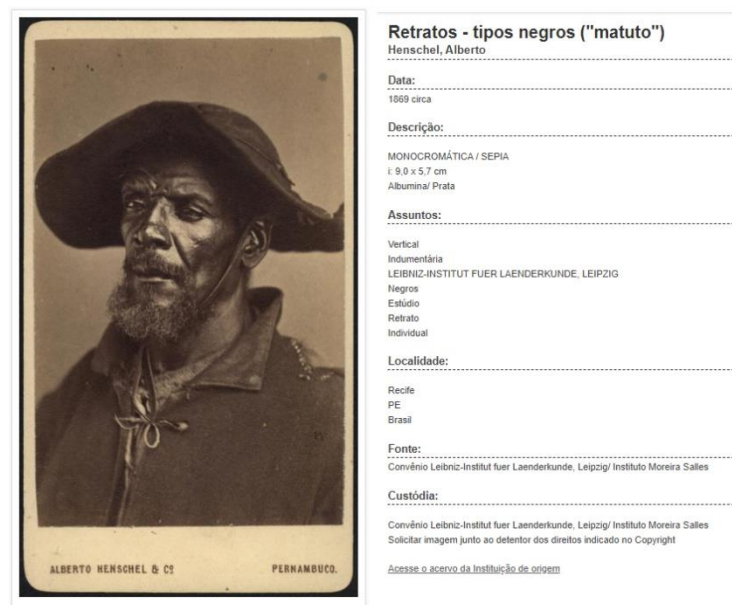 ALBERTO HENSCHEL & Cº
PERNAMBUCO.
Retratos - tipos negros ("matuto")
Henschel, Alberto
Data:
1869 circa
Descrição:
MONOCROMÁTICA / SEPIA
i: 9,0 x 5,7 cm
Albumina/ Prata
Assuntos:
Vertical
Indumentária
LEIBNIZ-INSTITUT FUER LAENDERKUNDE, LEIPZIG
Negros
Estúdio
Retrato
Individual
Localidade:
Recife
PE
Brasil
Fonte:
Convênio Leibniz-Institut fuer Laenderkunde, Leipzig/ Instituto Moreira Salles
Custódia:
Convênio Leibniz-Institut fuer Laenderkunde, Leipzig/ Instituto Moreira Salles
Solicitar imagem junto ao detentor dos direitos indicado no Copyright
Acesse o acervo da Instituição de origem